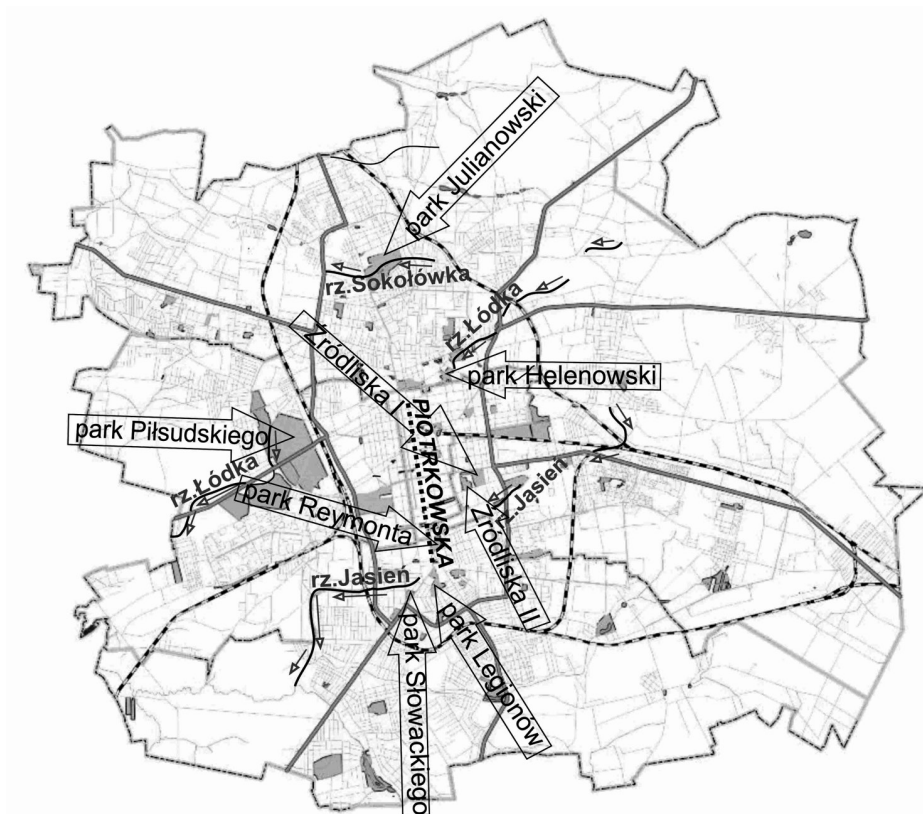 park Julianowski
rz.Sokołówka
rz.Łódka
Źródliska I
park Helenowski
PIOTRKOWSKA
park Piłsudskiego
rz.Łódka
rz.Jasień
park Reymonta
Źródliska III
rz.Jasień
park Legionów
park Słowackiego